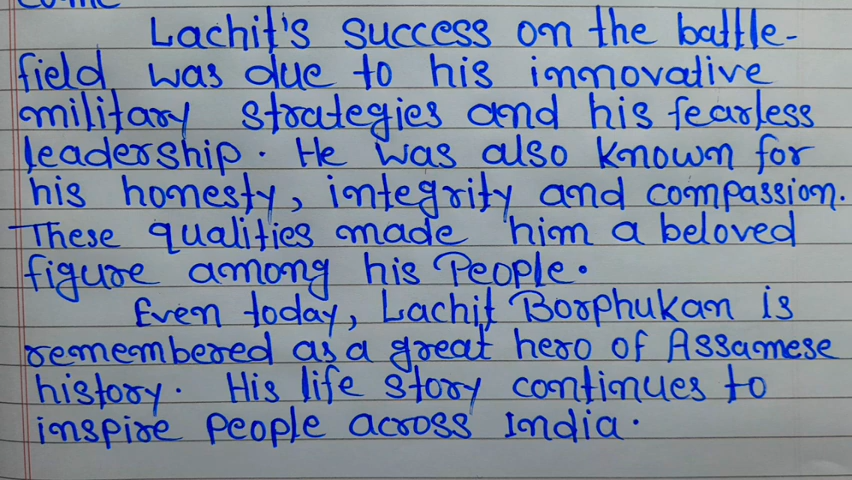 Lachit's success on the battle-
field was due to his innovative
military strategies and his fearless
leadership. He was also known for
his honesty, integrity and compassion.
These qualities made him a beloved
figure among his People.
Even today, Lachit Borphukan is
remembered as a great hero of Assamese
history. His life story continues to
inspire people across India.